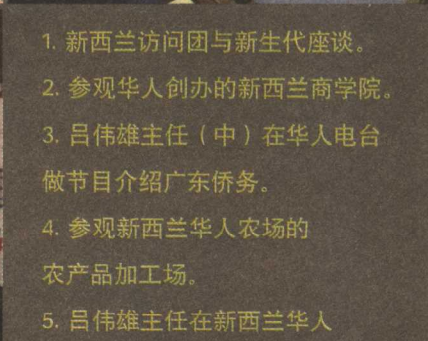 1. 新西兰访问团与新生代座谈。
2. 参观华人创办的新西兰商学院。
3. 吕伟雄主任（中）在华人电台
做节目介绍广东侨务。
4. 参观新西兰华人农场的
农产品加工场。
5. 吕伟雄主任在新西兰华人